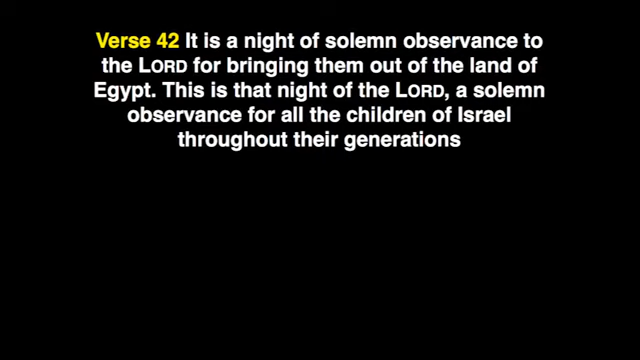 Verse 42 It is a night of solemn observance to
the LORD for bringing them out of the land of
Egypt. This is that night of the LORD, a solemn
observance for all the children of Israel
throughout their generations